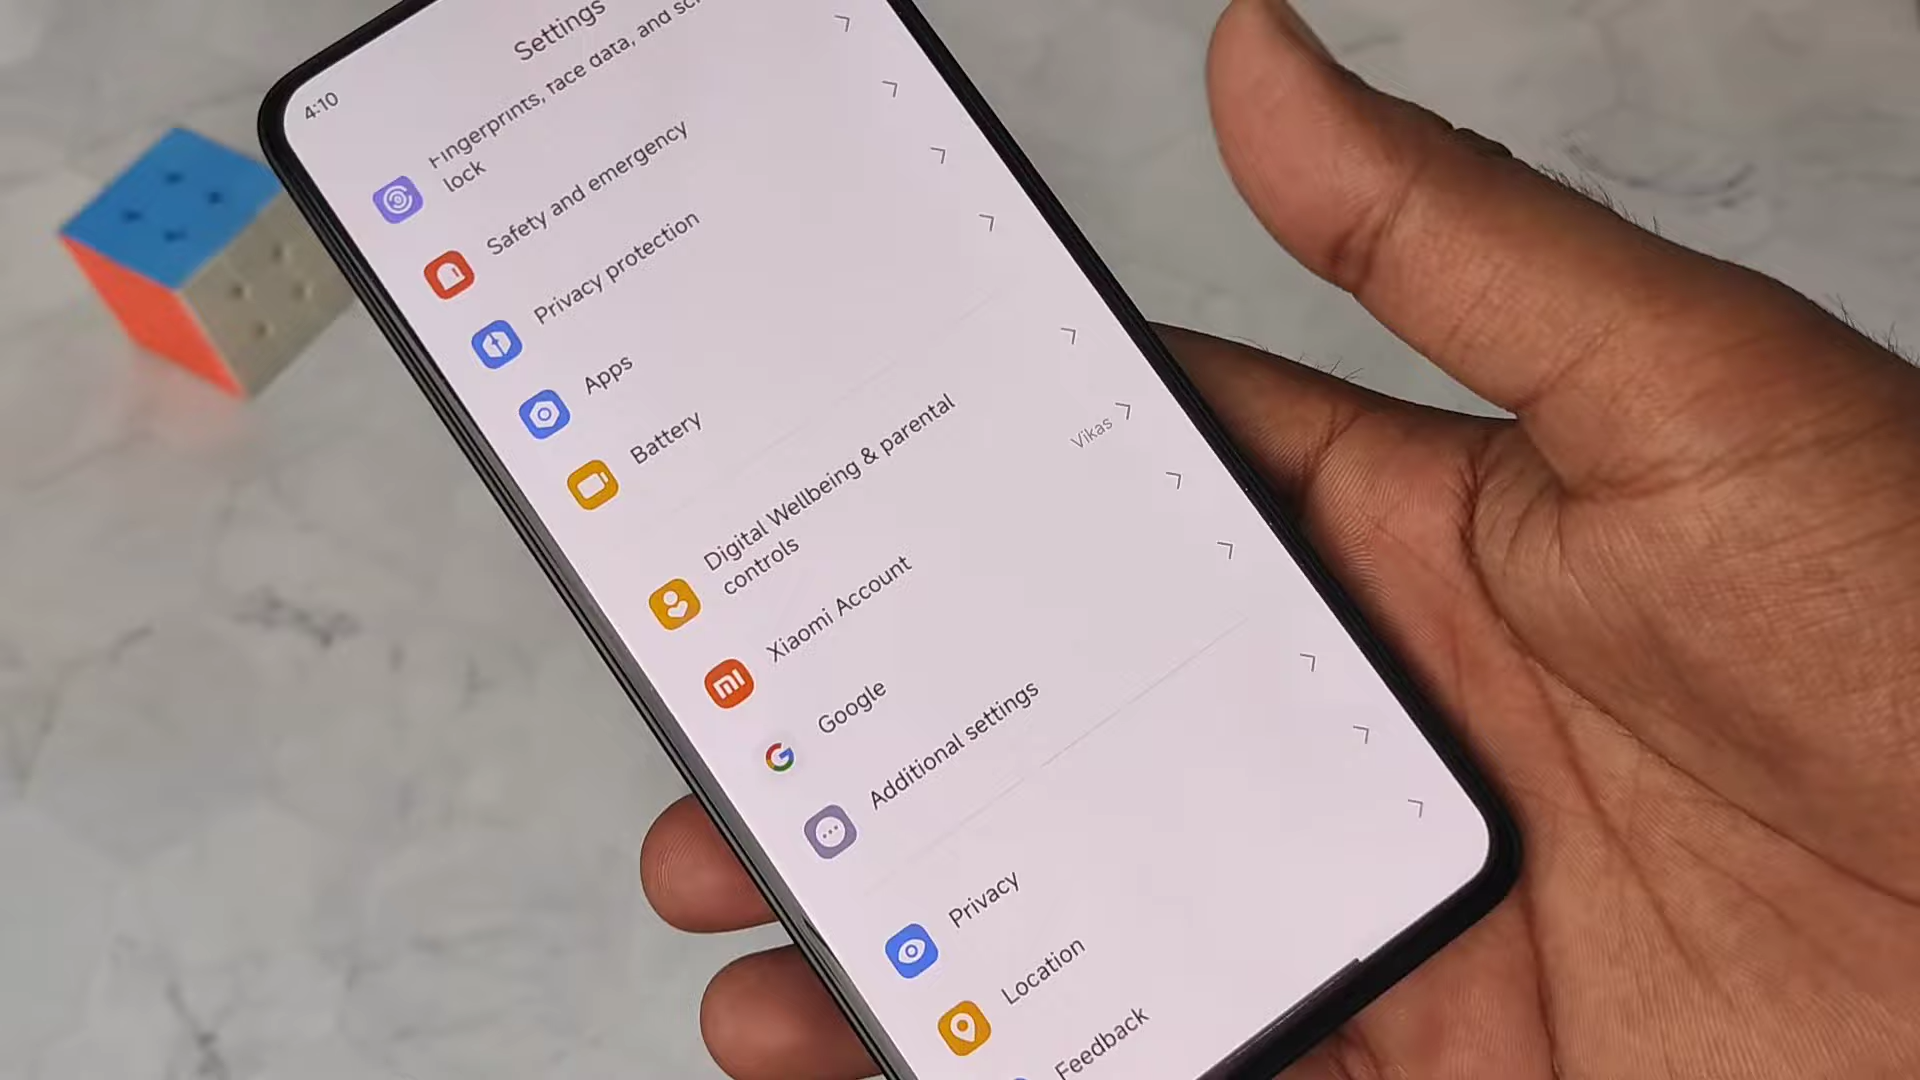 Settings
4:10
Fingerprints, face data, and
lock
Safety and emergency
Privacy protection
Apps
Battery
Digital Wellbeing & parental
controls
Xiaomi Account
Vikas
Google
Additional settings
Privacy
Location
Feedback